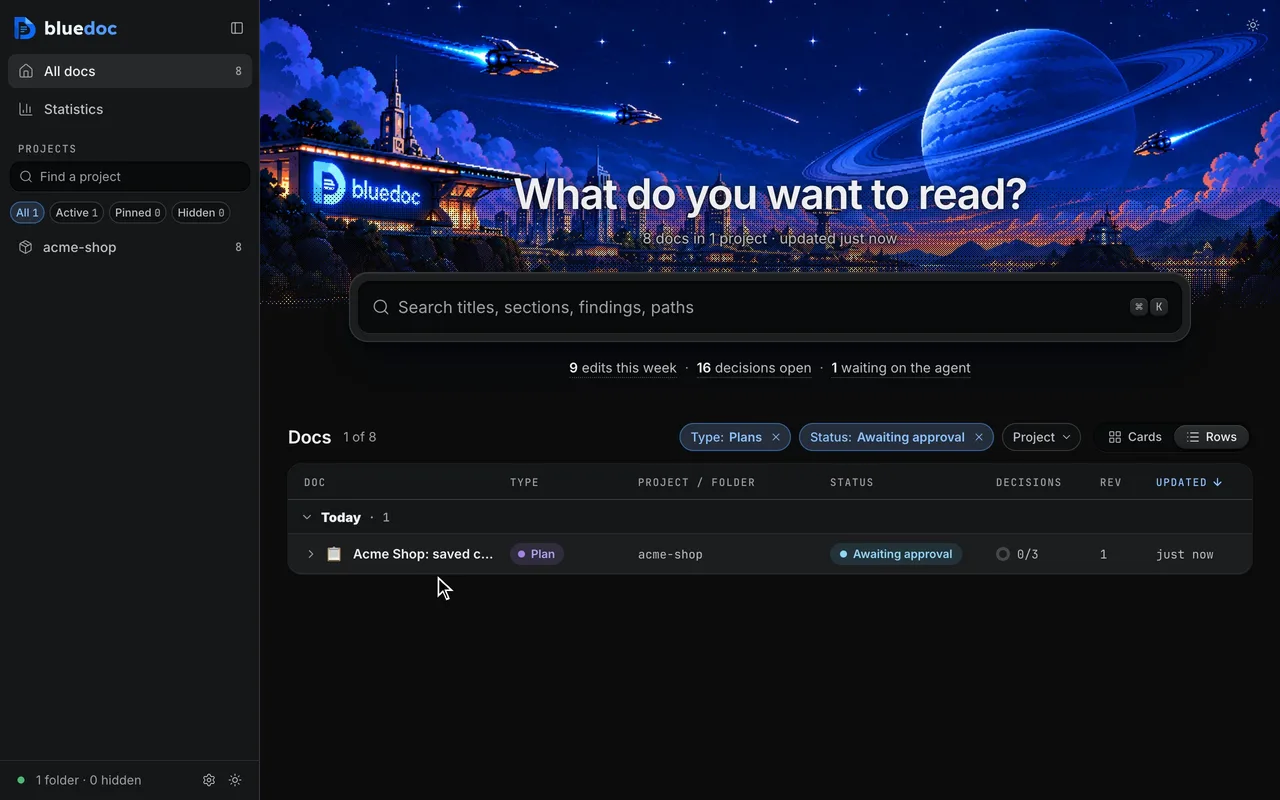 bluedoc
All docs 8
Statistics
PROJECTS
Find a project
All 1 Active 1 Pinned 0 Hidden 0
acme-shop 8
1 folder · 0 hidden
bluedoc
What do you want to read?
8 docs in 1 project · updated just now
Search titles, sections, findings, paths ⌘ K
9 edits this week · 16 decisions open · 1 waiting on the agent
Docs 1 of 8 Type: Plans × Status: Awaiting approval × Project Cards Rows
DOC TYPE PROJECT / FOLDER STATUS DECISIONS REV UPDATED ↓
Today · 1
Acme Shop: saved c... Plan acme-shop Awaiting approval 0/3 1 just now